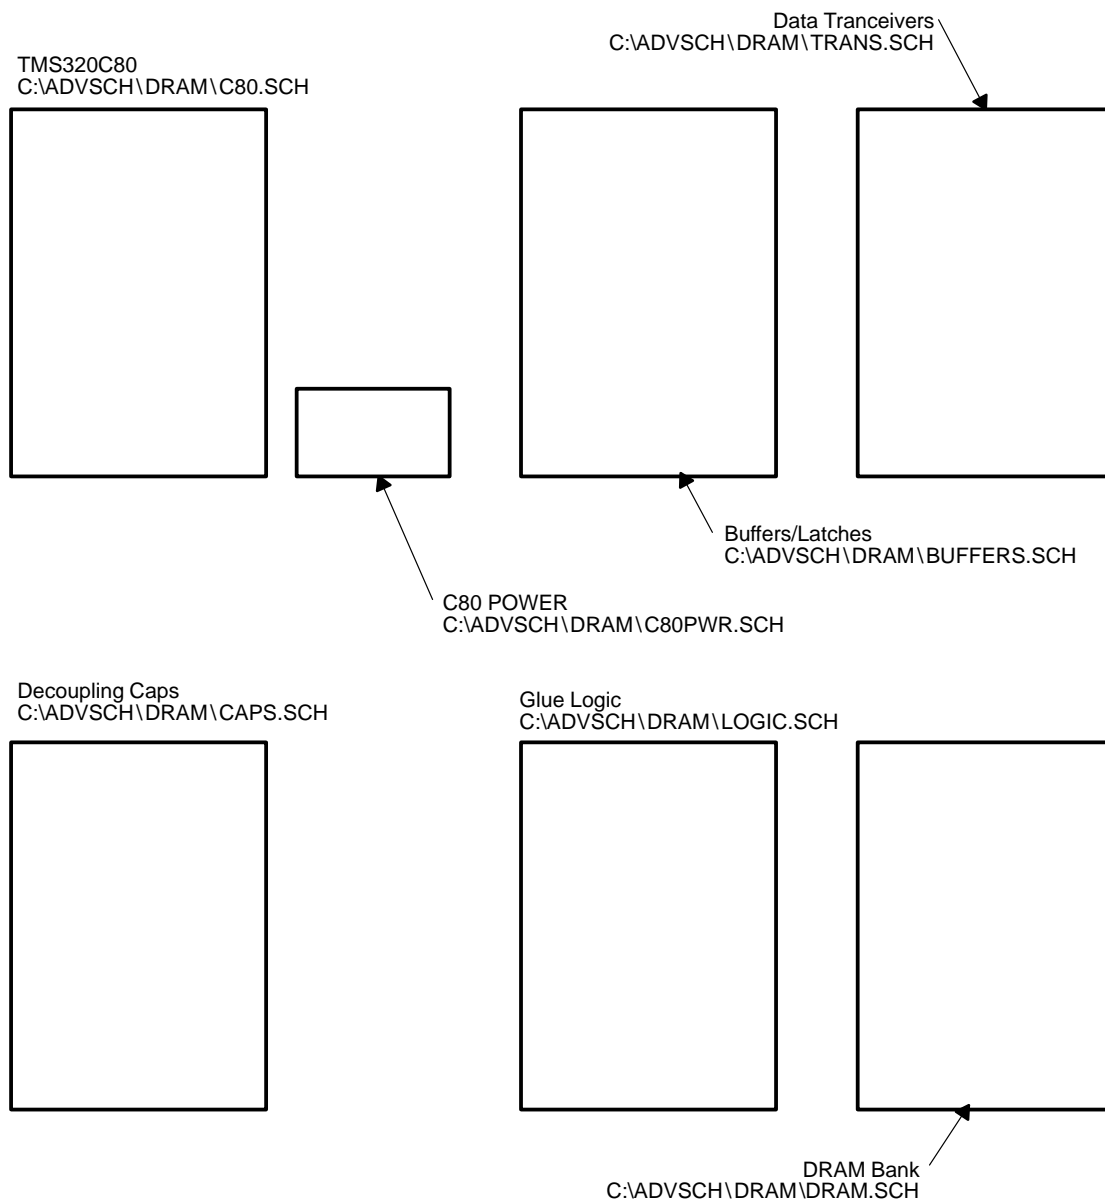 Data Tranceivers
C:\ADVSCH\DRAM\TRANS.SCH
TMS320C80
C:\ADVSCH\DRAM\C80.SCH
Buffers/Latches
C:\ADVSCH\DRAM\BUFFERS.SCH
C80 POWER
C:\ADVSCH\DRAM\C80PWR.SCH
Decoupling Caps
C:\ADVSCH\DRAM\CAPS.SCH
Glue Logic
C:\ADVSCH\DRAM\LOGIC.SCH
DRAM Bank
C:\ADVSCH\DRAM\DRAM.SCH